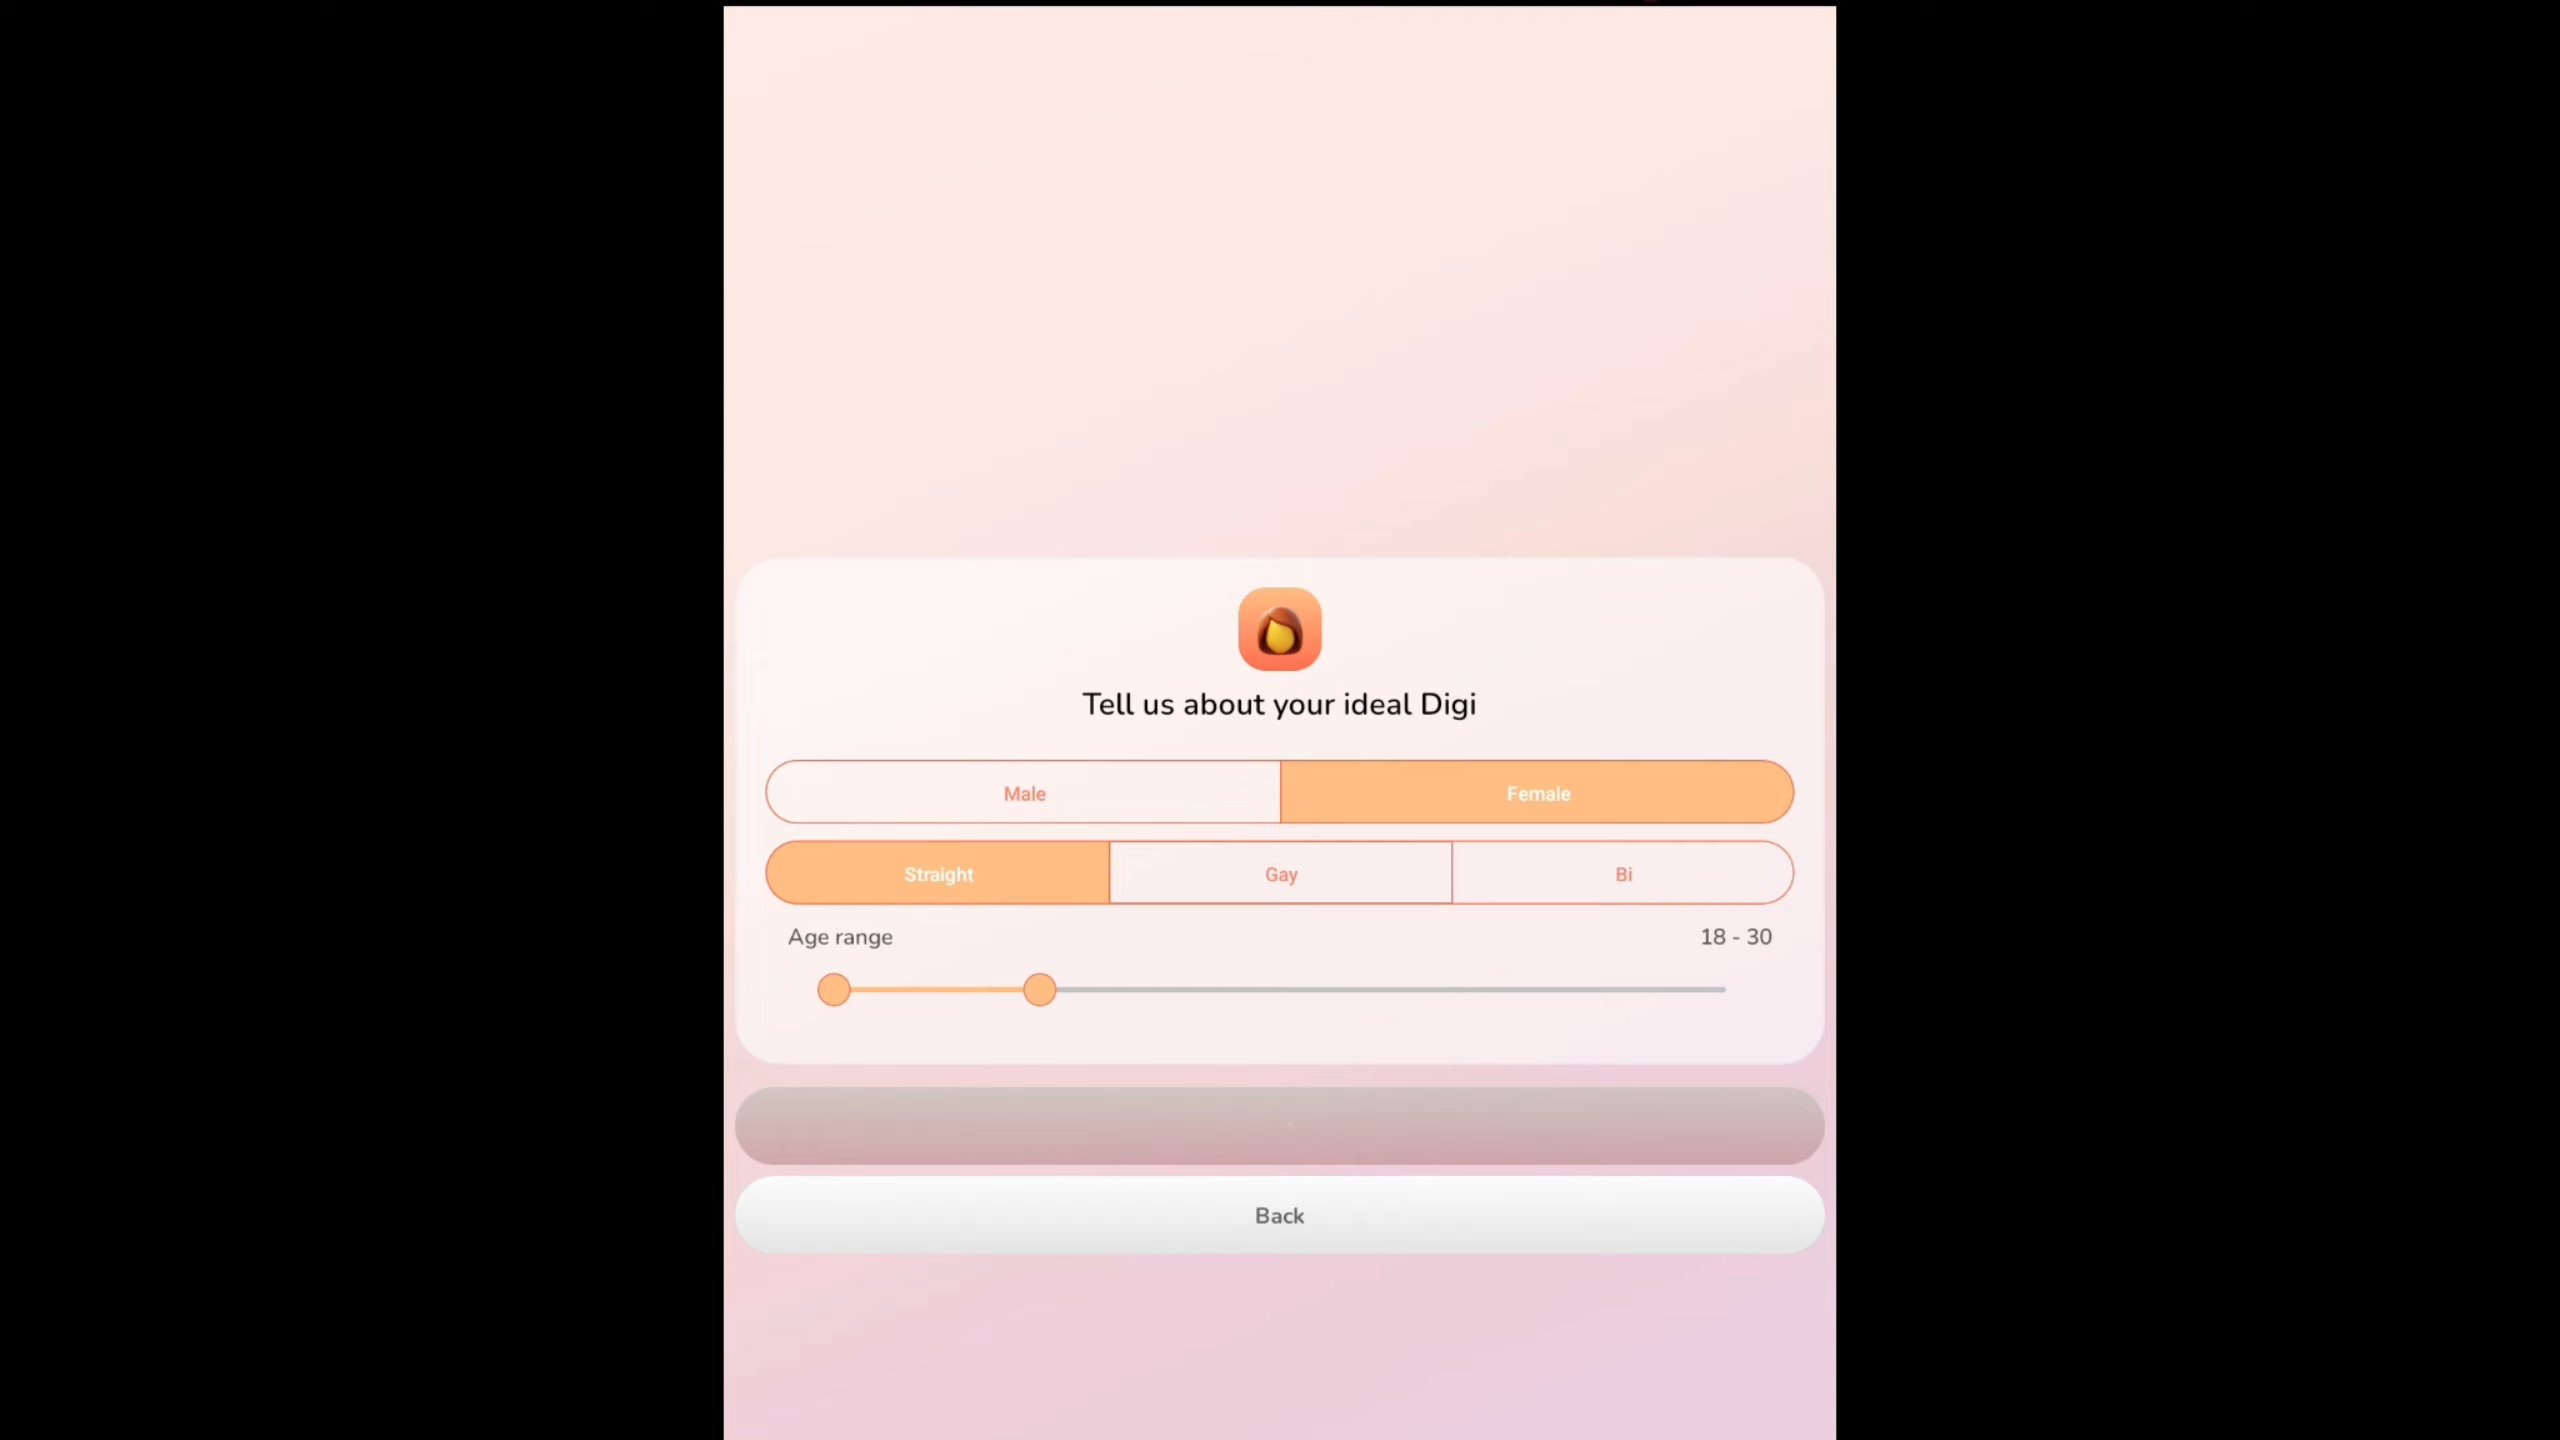 Tell us about your ideal Digi
Male Female
Straight Gay Bi
Age range 18 - 30
Back